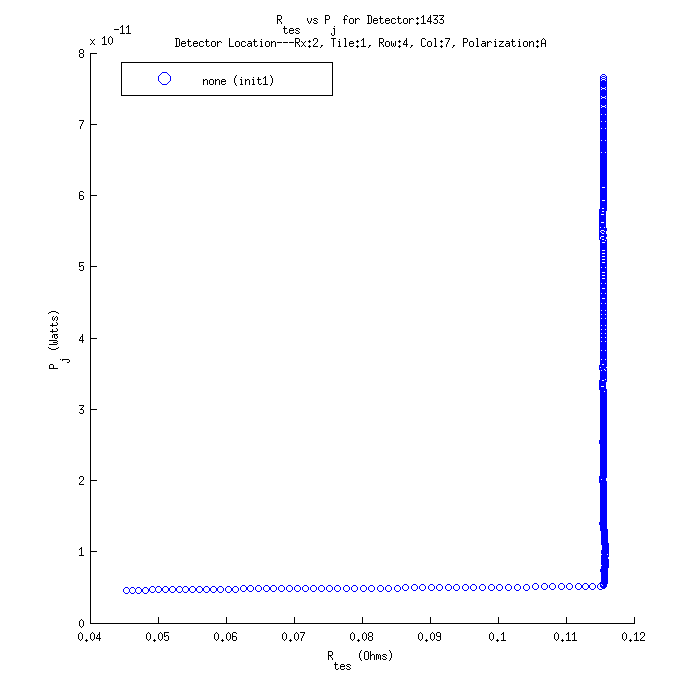 R_tes vs P_j for Detector:1433
Detector Location---Rx:2, Tile:1, Row:4, Col:7, Polarization:A
x 10^-11
none (init1)
8
7
6
5
4
3
2
1
0
P_j (Watts)
0.04 0.05 0.06 0.07 0.08 0.09 0.1 0.11 0.12
R_tes (Ohms)